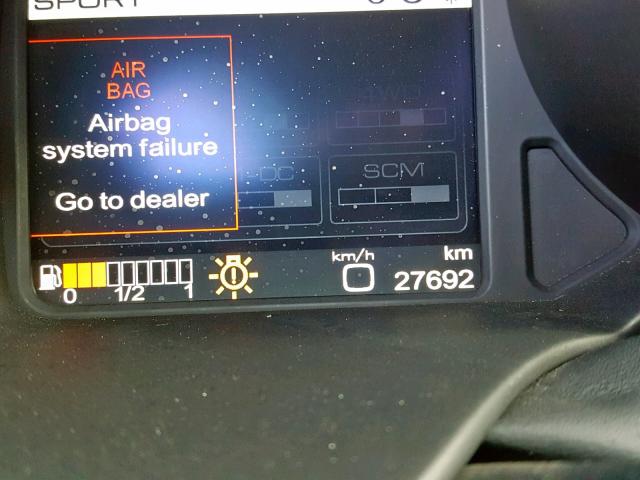 SPORT
AIR
BAG
Airbag
system failure
Go to dealer
SCM
km/h
km
0
1/2
1
27692